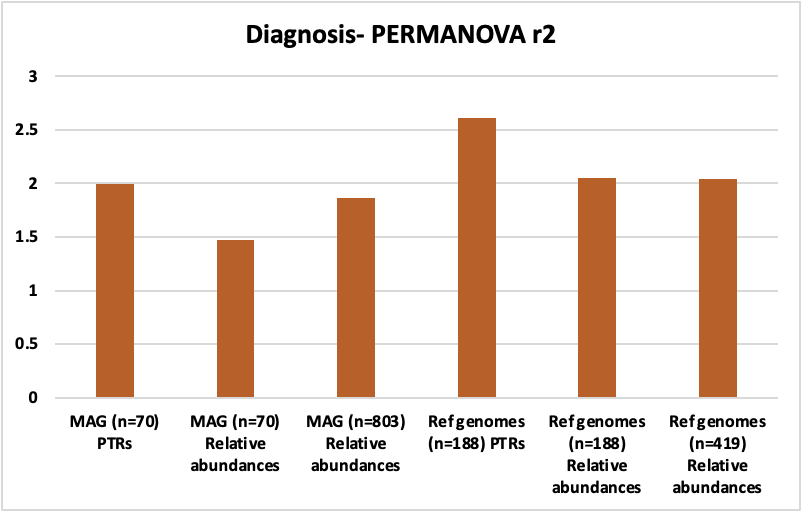 Diagnosis- PERMANOVA r2
3
2.5
2
1.5
1
0.5
0
MAG (n=70)
PTRs
MAG (n=70)
Relative
abundances
MAG (n=803)
Relative
abundances
Ref genomes
(n=188) PTRs
Ref genomes
(n=188)
Relative
abundances
Ref genomes
(n=419)
Relative
abundances